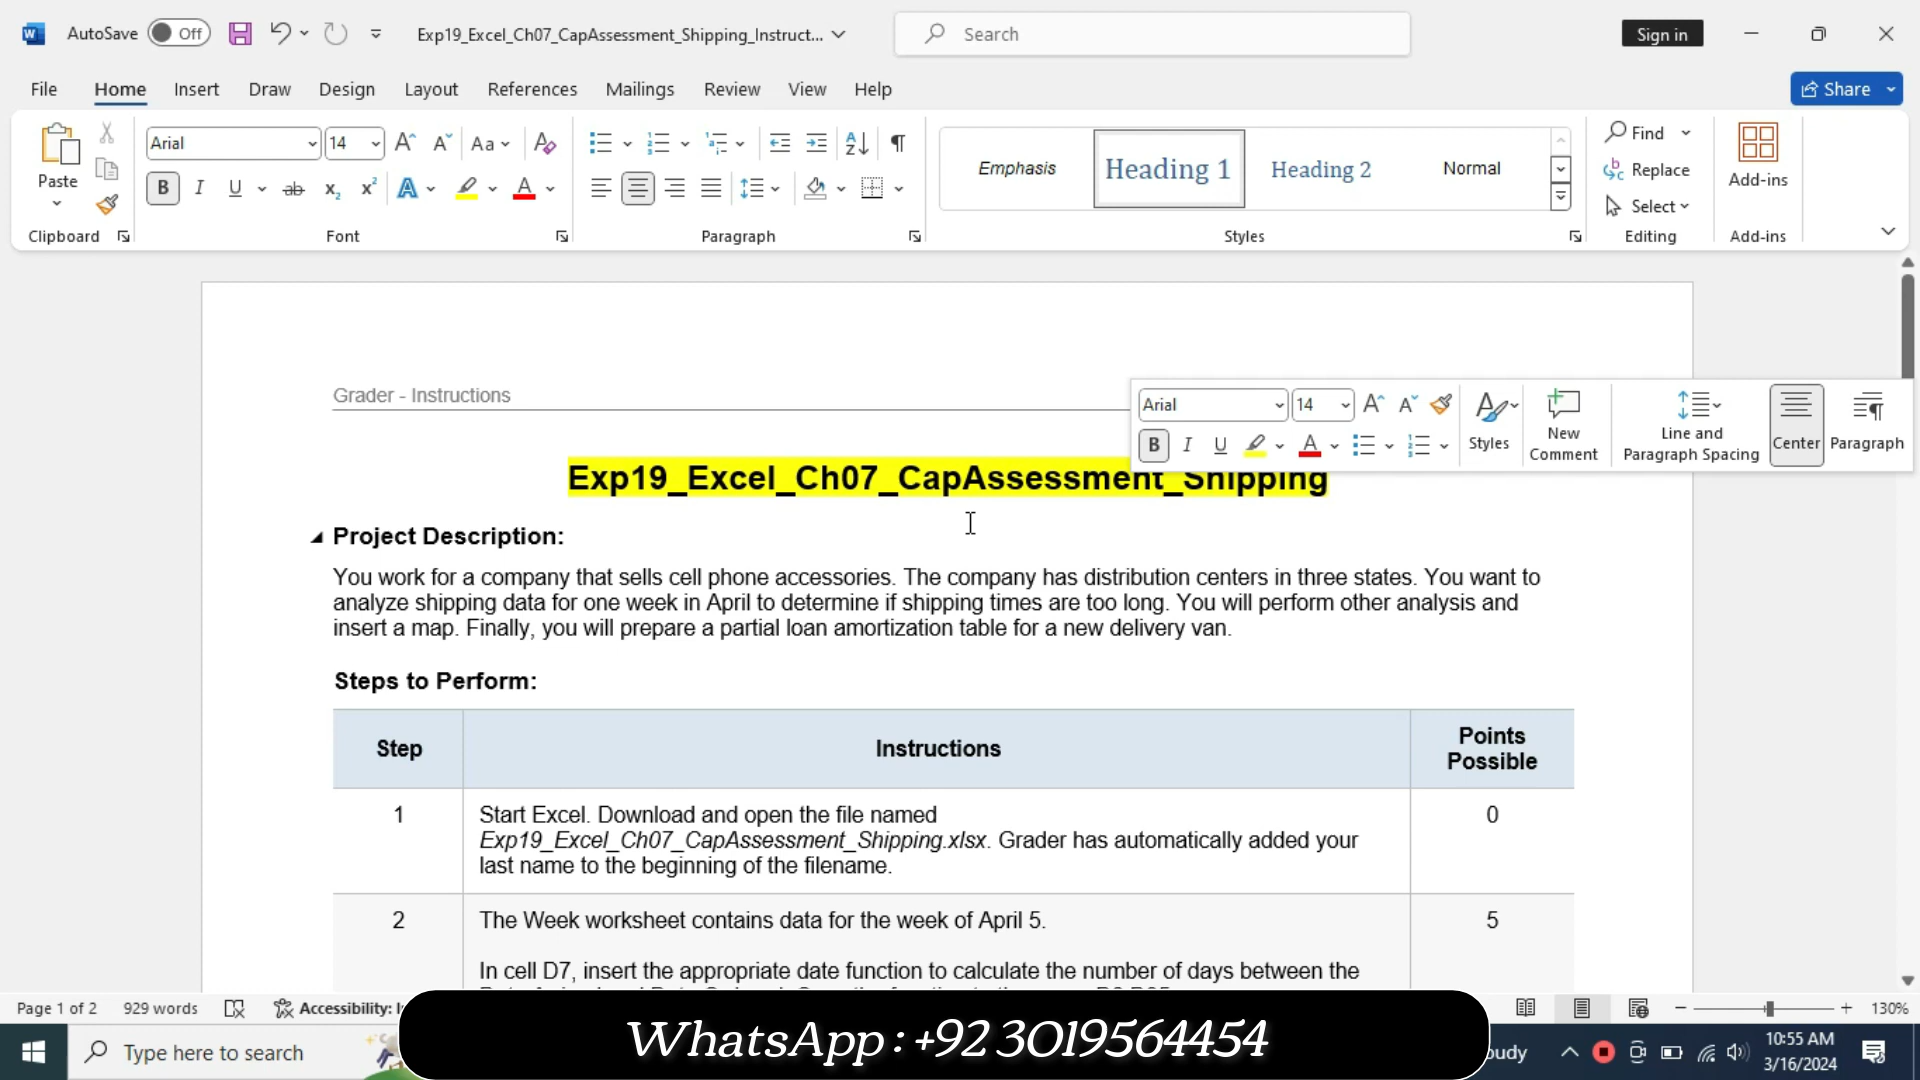 AutoSave Off Exp19_Excel_Ch07_CapAssessment_Shipping_Instruct... Search Sign in
File Home Insert Draw Design Layout References Mailings Review View Help Share
Paste
Clipboard
Arial 14 Aa
B I U ab x₂ x² A A
Font
Paragraph
Emphasis Heading 1 Heading 2 Normal
Styles
Find
Replace
Select
Editing
Add-ins
Add-ins
Grader - Instructions
Arial 14
B I U A
Styles
New Comment
Line and Paragraph Spacing
Center
Paragraph
Exp19_Excel_Ch07_CapAssessment_Shipping
Project Description:
You work for a company that sells cell phone accessories. The company has distribution centers in three states. You want to
analyze shipping data for one week in April to determine if shipping times are too long. You will perform other analysis and
insert a map. Finally, you will prepare a partial loan amortization table for a new delivery van.
Steps to Perform:
Step Instructions Points Possible
1 Start Excel. Download and open the file named 0
Exp19_Excel_Ch07_CapAssessment_Shipping.xlsx. Grader has automatically added your
last name to the beginning of the filename.
2 The Week worksheet contains data for the week of April 5. 5
In cell D7, insert the appropriate date function to calculate the number of days between the
Page 1 of 2 929 words Accessibility: 130%
WhatsApp : +92 3019564454
Type here to search 10:55 AM
3/16/2024